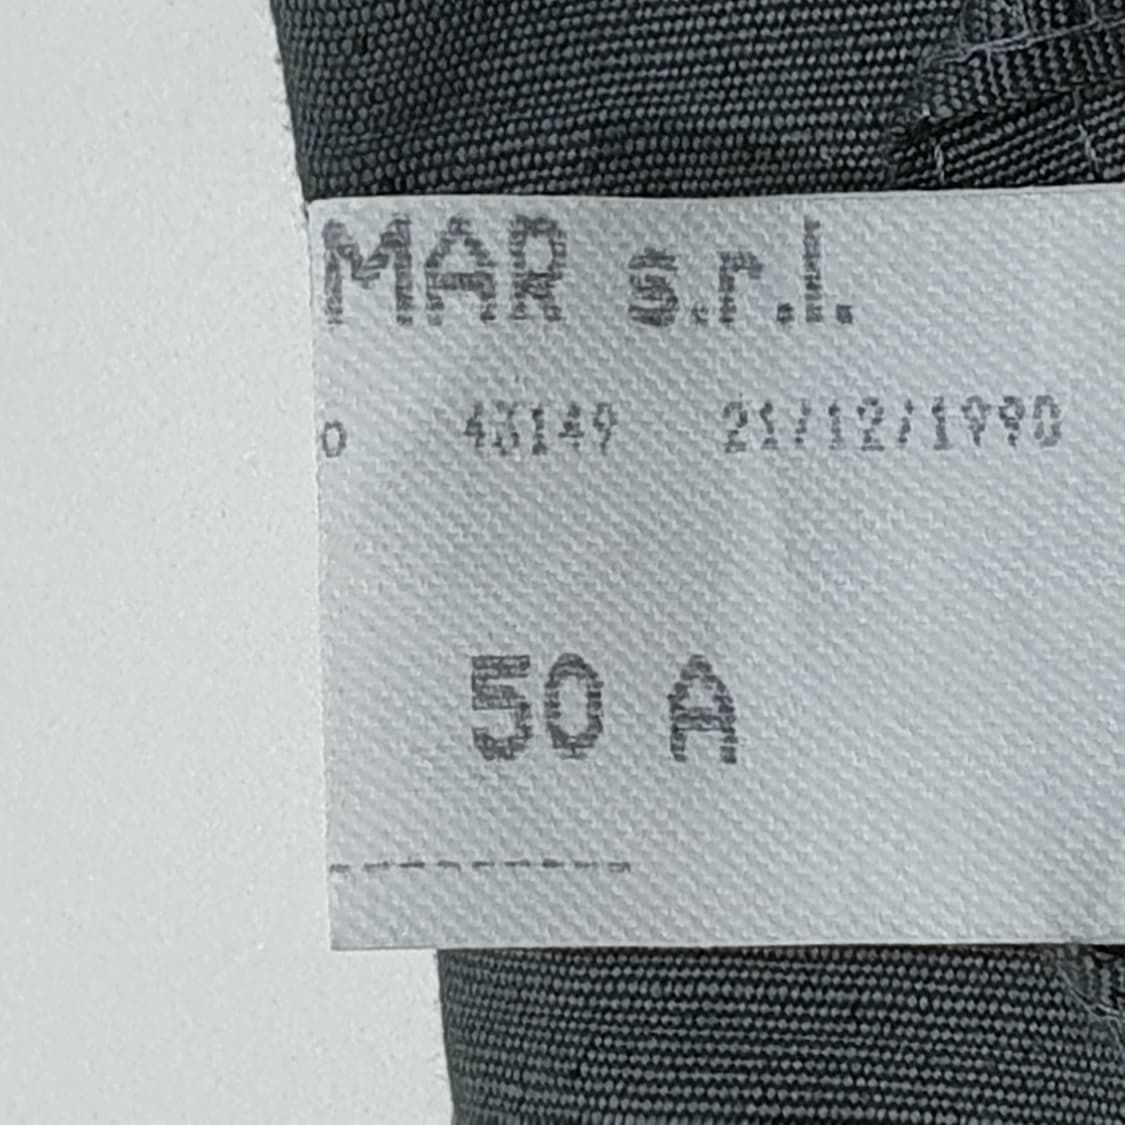 MAR s.r.l.
o 43149 21/12/1990
50 A
---------